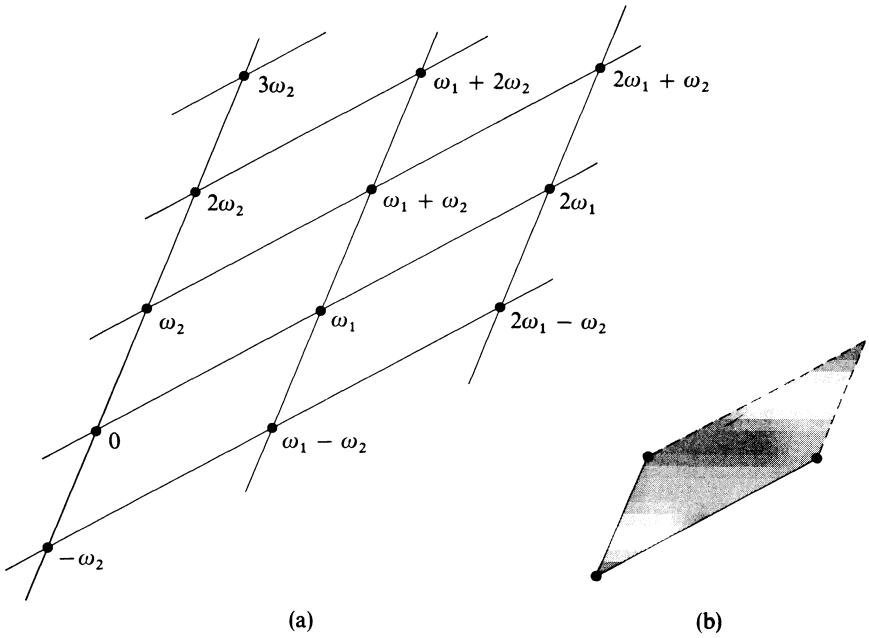 3ω₂
ω₁ + 2ω₂
2ω₁ + ω₂
2ω₂
ω₁ + ω₂
2ω₁
ω₂
ω₁
2ω₁ − ω₂
0
ω₁ − ω₂
−ω₂
(a)
(b)